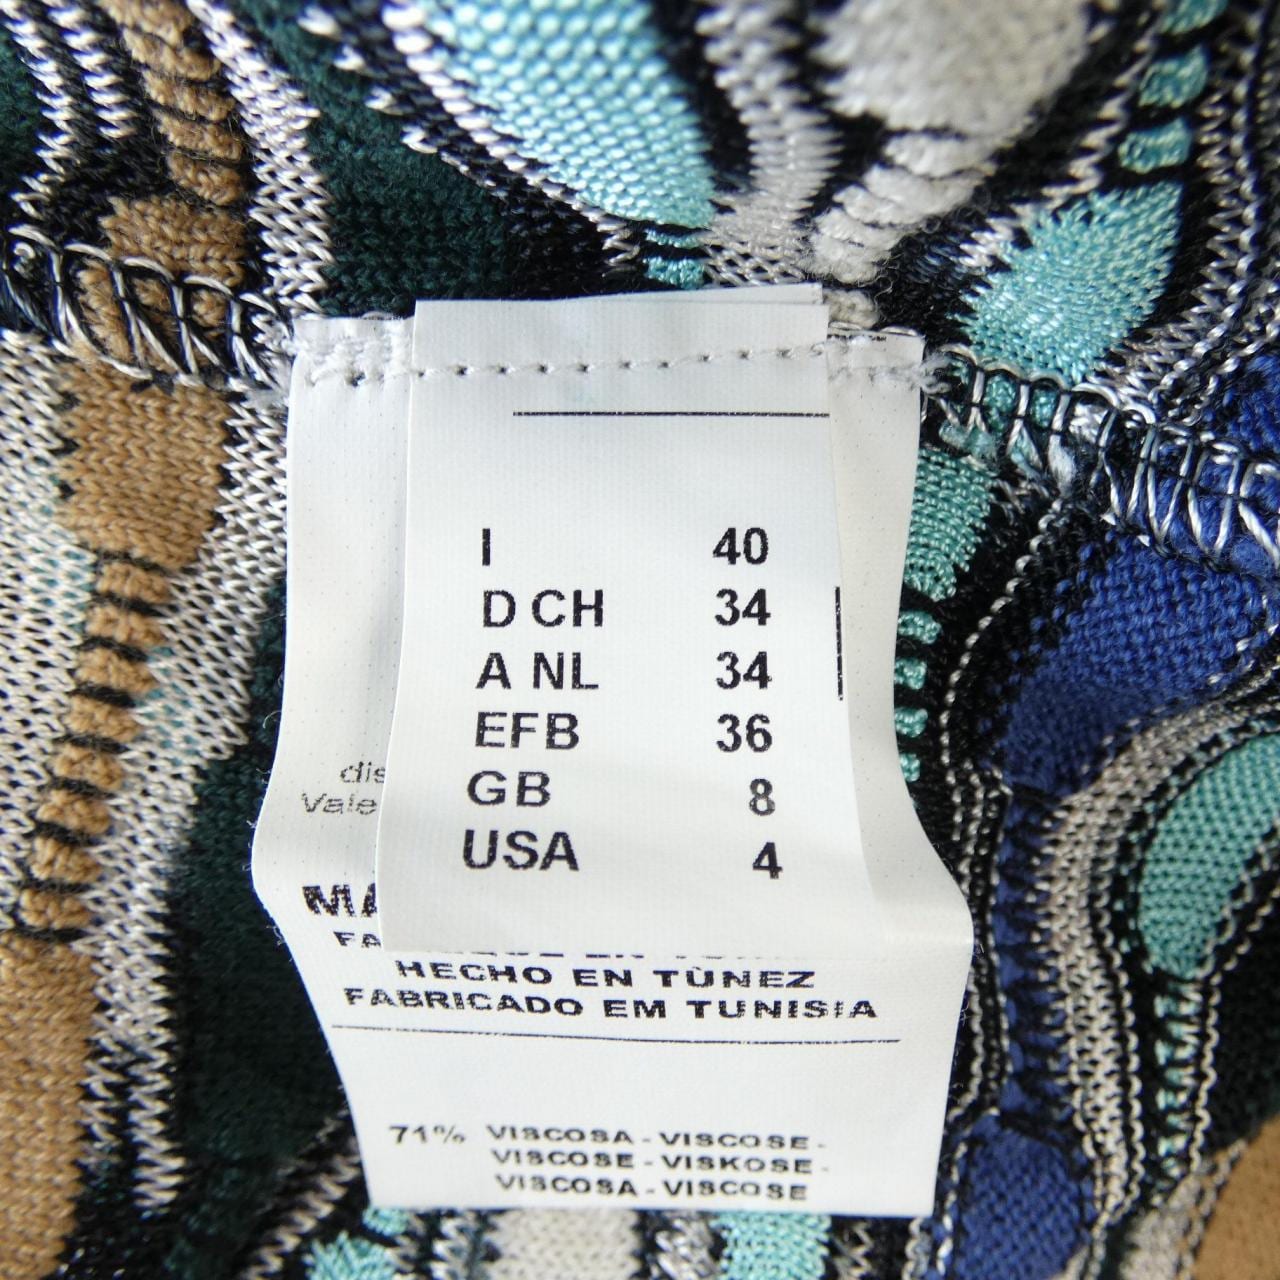 I 40
D CH 34
A NL 34
EFB 36
GB 8
USA 4
HECHO EN TÙNEZ
FABRICADO EM TUNISIA
71% VISCOSA - VISCOSE -
VISCOSE - VISKOSE -
VISCOSA - VISCOSE